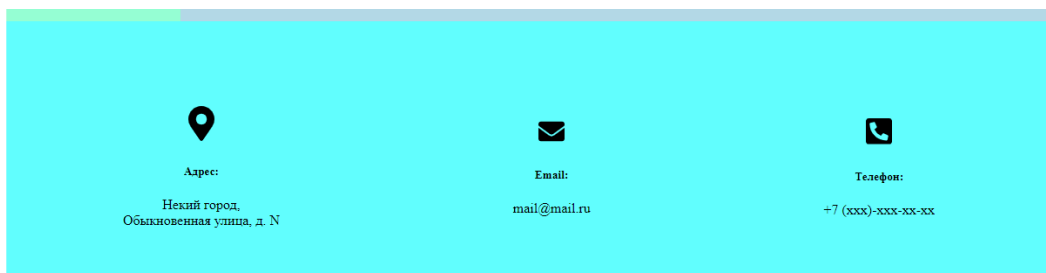 Адрес:
Некий город,
Обыкновенная улица, д. N
Email:
mail@mail.ru
Телефон:
+7 (xxx)-xxx-xx-xx